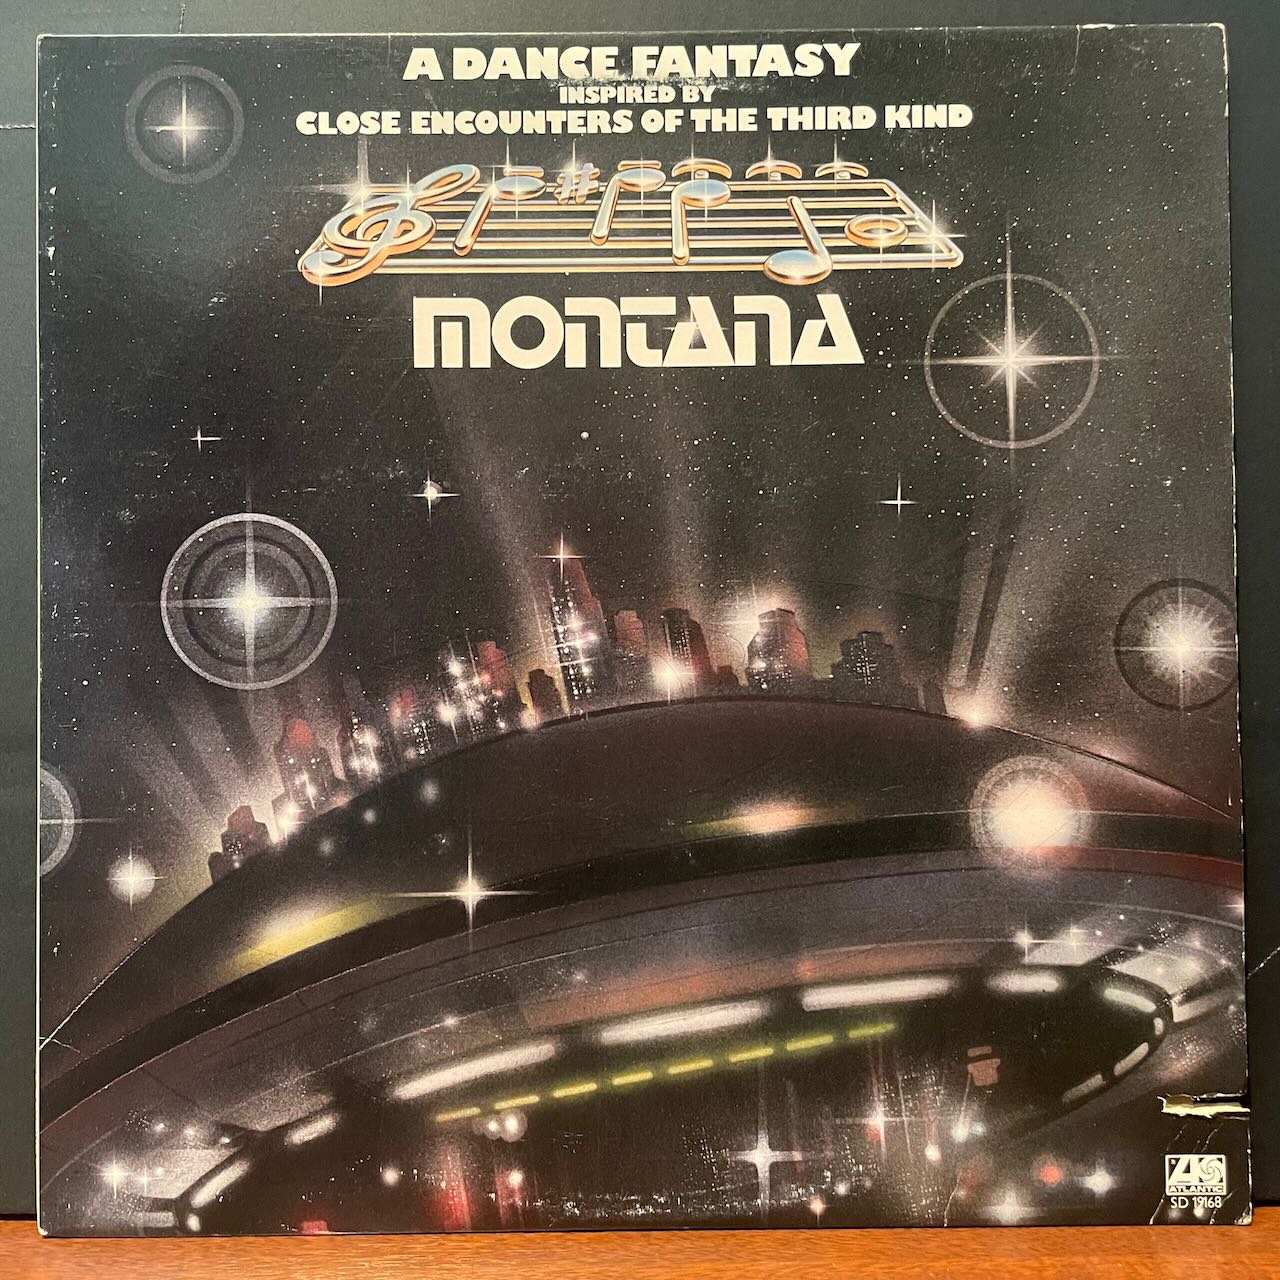 A DANCE FANTASY
INSPIRED BY
CLOSE ENCOUNTERS OF THE THIRD KIND
MONTANA
ATLANTIC
SD 19168